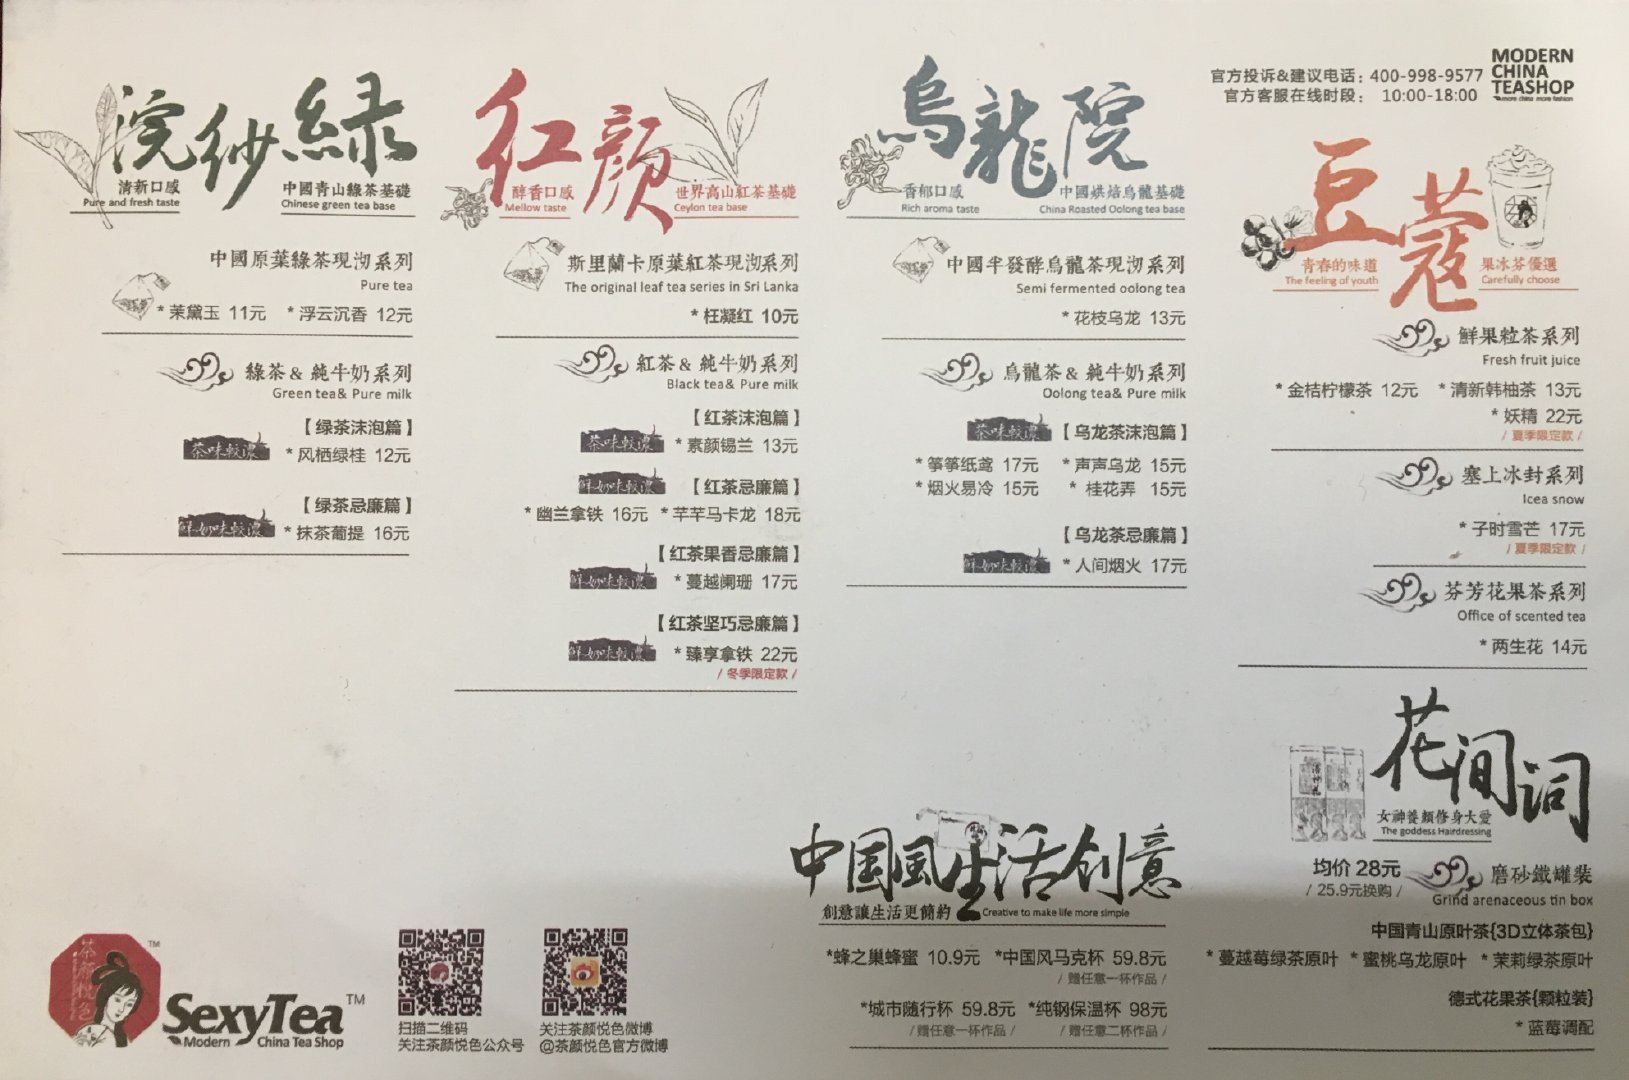 浣纱緑
清新口感
Pure and fresh taste
中國青山綠茶基礎
Chinese green tea base
中國原葉綠茶現沏系列
Pure tea
*茉黛玉 11元 *浮云沉香 12元
綠茶&純牛奶系列
Green tea& Pure milk
【绿茶沫泡篇】
茶味較濃 *风栖绿桂 12元
【绿茶忌廉篇】
鲜奶味較濃 *抹茶葡提 16元
红颜
醇香口感
Mellow taste
世界高山紅茶基礎
Ceylon tea base
斯里蘭卡原葉紅茶現沏系列
The original leaf tea series in Sri Lanka
*枉凝红 10元
紅茶&純牛奶系列
Black tea& Pure milk
【红茶沫泡篇】
茶味較濃 *素颜锡兰 13元
鲜奶味較濃 【红茶忌廉篇】
*幽兰拿铁 16元 *芊芊马卡龙 18元
【红茶果香忌廉篇】
鲜奶味較濃 *蔓越阑珊 17元
【红茶坚巧忌廉篇】
鲜奶味較濃 *臻享拿铁 22元
/ 冬季限定款 /
烏龍院
香郁口感
Rich aroma taste
中國烘焙烏龍基礎
China Roasted Oolong tea base
中國半發酵烏龍茶現沏系列
Semi fermented oolong tea
*花枝乌龙 13元
烏龍茶&純牛奶系列
Oolong tea& Pure milk
茶味較濃 【乌龙茶沫泡篇】
*筝筝纸鸢 17元 *声声乌龙 15元
*烟火易冷 15元 *桂花弄 15元
【乌龙茶忌廉篇】
鲜奶味較濃 *人间烟火 17元
官方投诉&建议电话：400-998-9577
官方客服在线时段： 10:00-18:00
MODERN
CHINA
TEASHOP
more china more fashion
豆蔻
青春的味道
The feeling of youth
果冰芬優選
Carefully choose
鮮果粒茶系列
Fresh fruit juice
*金桔柠檬茶 12元 *清新韩柚茶 13元
*妖精 22元
/ 夏季限定款 /
塞上冰封系列
Icea snow
*子时雪芒 17元
/ 夏季限定款 /
芬芳花果茶系列
Office of scented tea
*两生花 14元
花间词
女神養顏修身大愛
The goddess Hairdressing
均价 28元
/ 25.9元换购 /
磨砂鐵罐裝
Grind arenaceous tin box
中国青山原叶茶{3D立体茶包}
*蔓越莓绿茶原叶 *蜜桃乌龙原叶 *茉莉绿茶原叶
德式花果茶{颗粒装}
*蓝莓调配
中国風生活创意
創意讓生活更簡約
Creative to make life more simple
*蜂之巢蜂蜜 10.9元 *中国风马克杯 59.8元
/ 赠任意一杯作品 /
*城市随行杯 59.8元 *纯钢保温杯 98元
/ 赠任意一杯作品 / / 赠任意二杯作品 /
茶颜悦色
TM
SexyTea TM
Modern China Tea Shop
扫描二维码
关注茶颜悦色公众号
关注茶颜悦色微博
@茶颜悦色官方微博